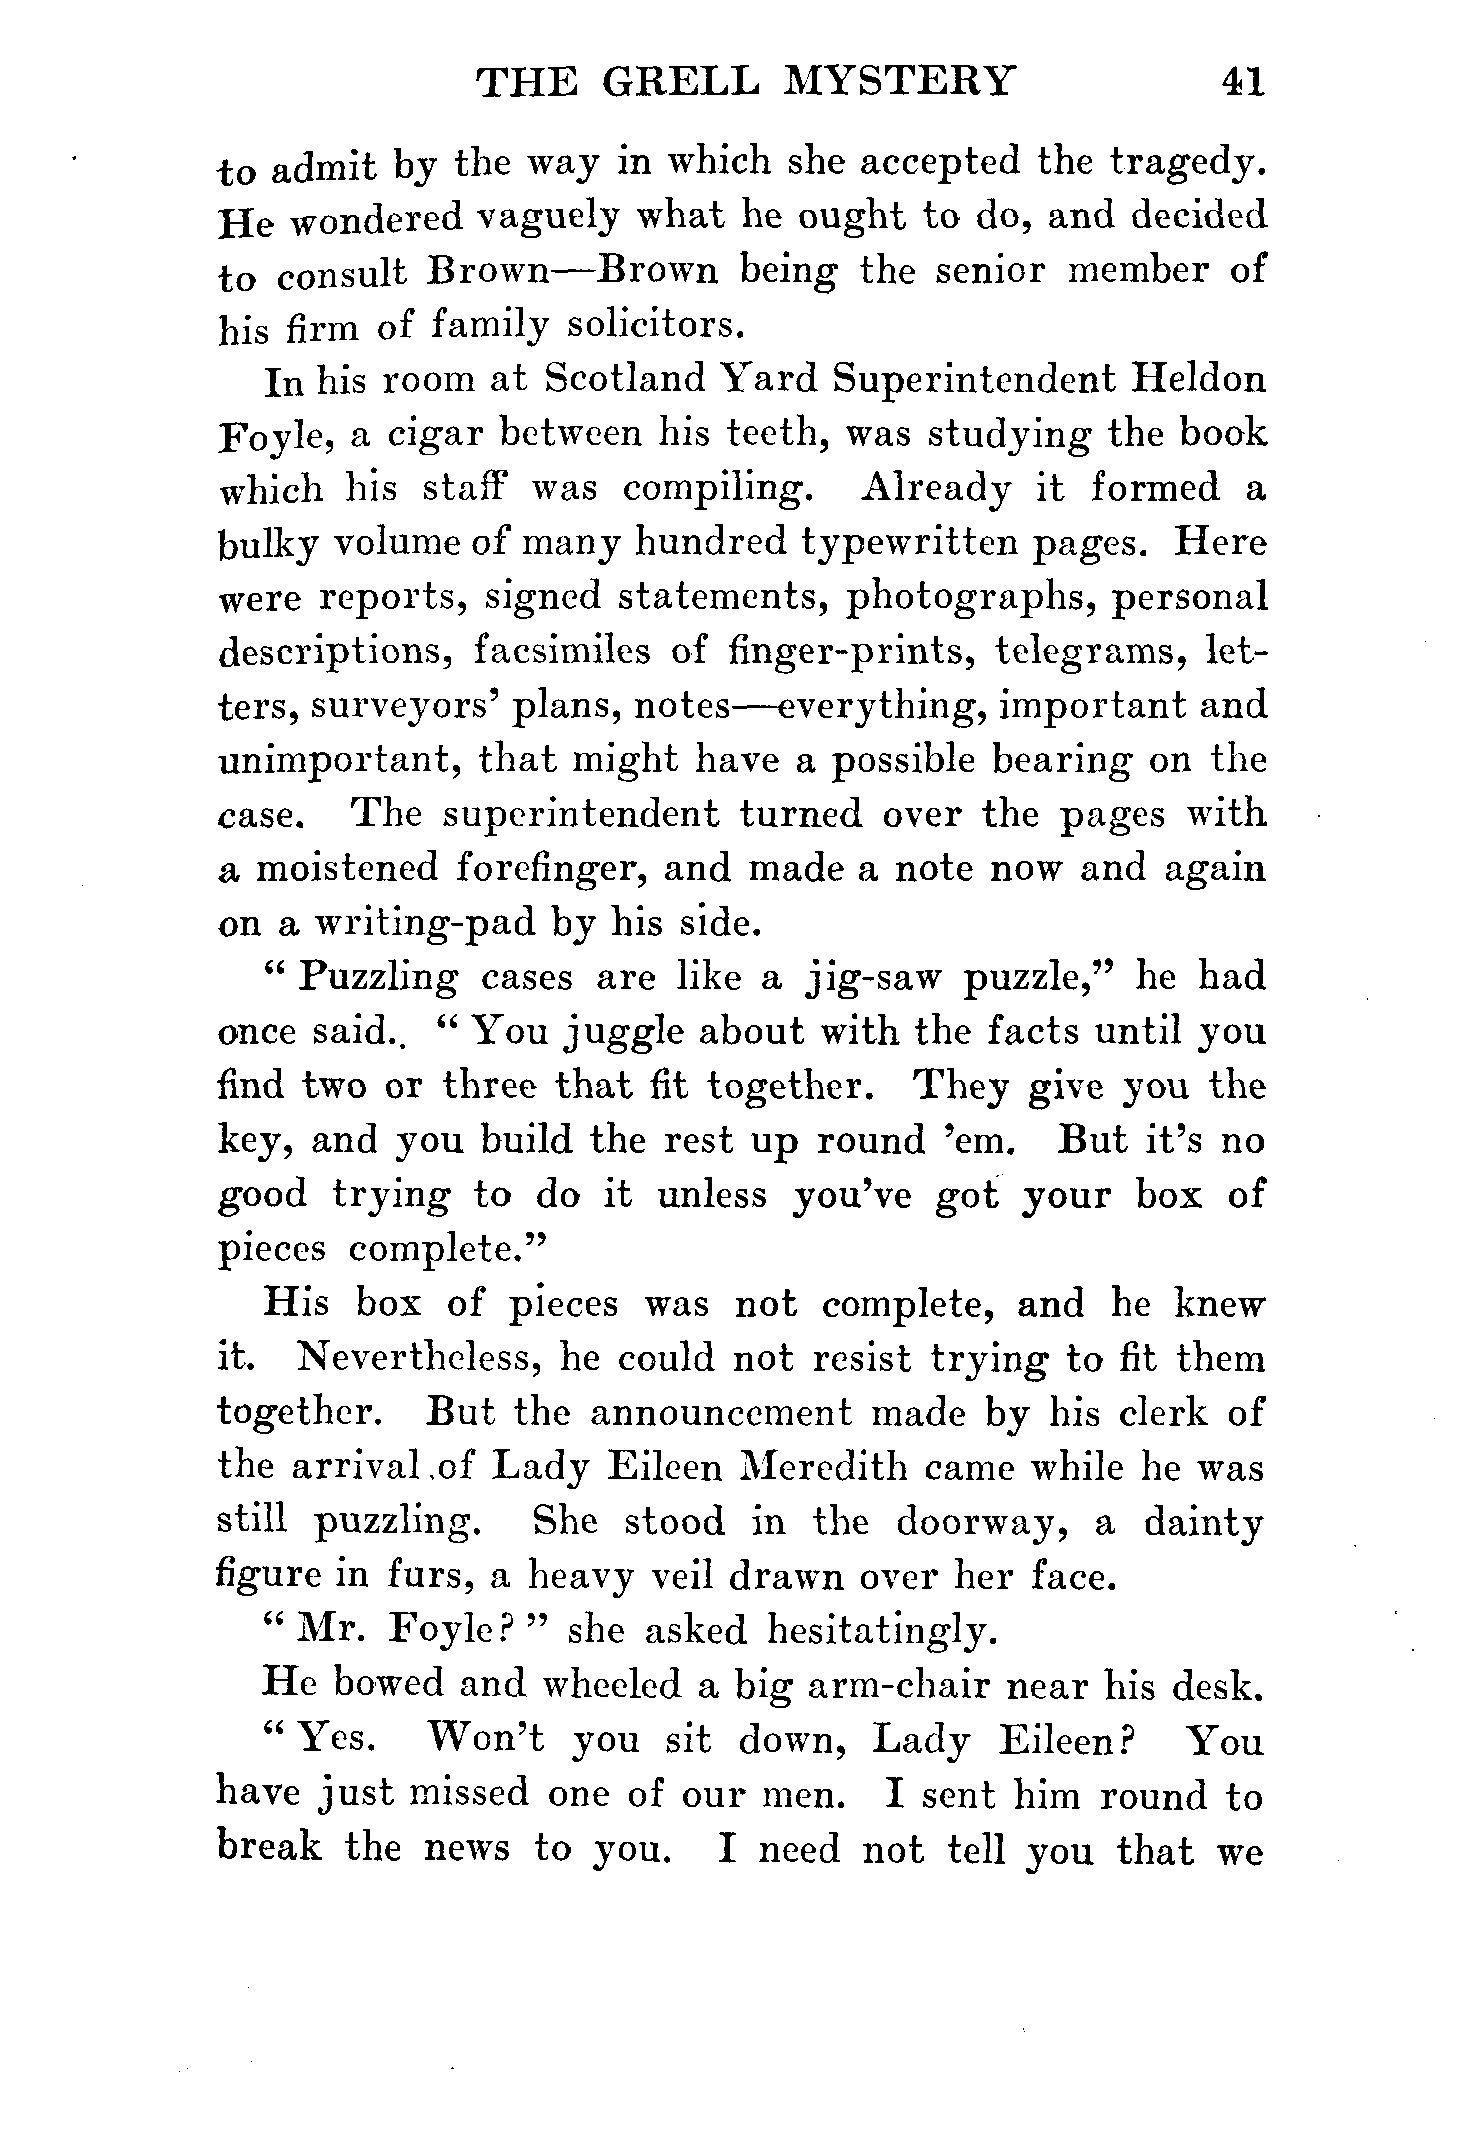 THE GRELL MYSTERY 41
to admit by the way in which she accepted the tragedy.
He wondered vaguely what he ought to do, and decided
to consult Brown—Brown being the senior member of
his firm of family solicitors.
In his room at Scotland Yard Superintendent Heldon
Foyle, a cigar between his teeth, was studying the book
which his staff was compiling. Already it formed a
bulky volume of many hundred typewritten pages. Here
were reports, signed statements, photographs, personal
descriptions, facsimiles of finger-prints, telegrams, let-
ters, surveyors' plans, notes—everything, important and
unimportant, that might have a possible bearing on the
case. The superintendent turned over the pages with
a moistened forefinger, and made a note now and again
on a writing-pad by his side.
" Puzzling cases are like a jig-saw puzzle," he had
once said.. " You juggle about with the facts until you
find two or three that fit together. They give you the
key, and you build the rest up round 'em. But it's no
good trying to do it unless you've got your box of
pieces complete."
His box of pieces was not complete, and he knew
it. Nevertheless, he could not resist trying to fit them
together. But the announcement made by his clerk of
the arrival of Lady Eileen Meredith came while he was
still puzzling. She stood in the doorway, a dainty
figure in furs, a heavy veil drawn over her face.
" Mr. Foyle? " she asked hesitatingly.
He bowed and wheeled a big arm-chair near his desk.
" Yes. Won't you sit down, Lady Eileen? You
have just missed one of our men. I sent him round to
break the news to you. I need not tell you that we